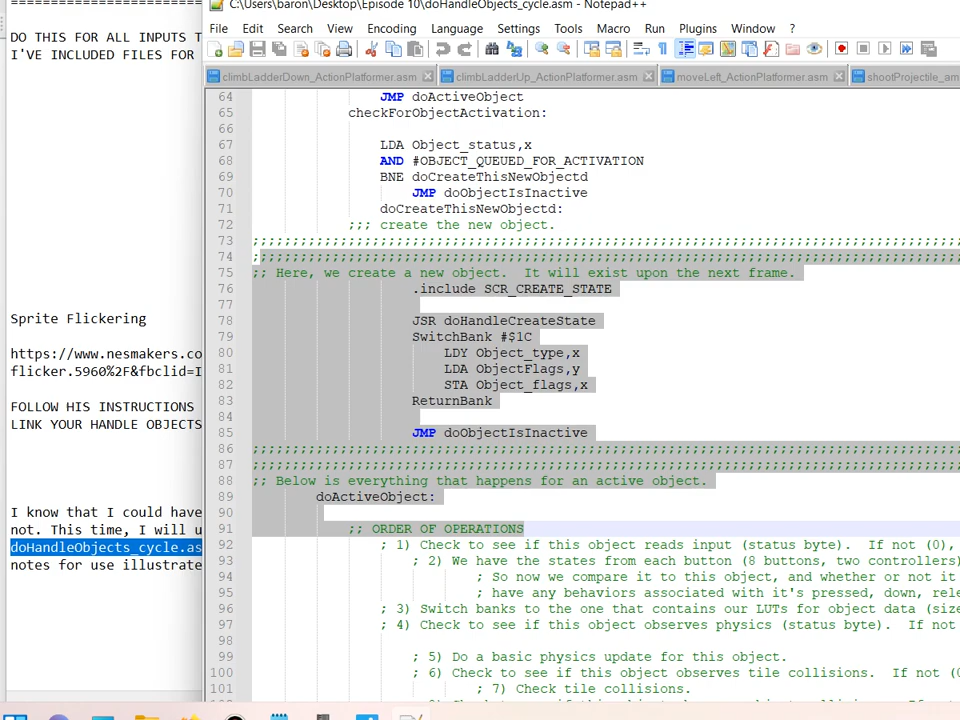 C:\Users\baron\Desktop\Episode 10\doHandleObjects_cycle.asm - Notepad++
File Edit Search View Encoding Language Settings Tools Macro Run Plugins Window ?
climbLadderDown_ActionPlatformer.asm climbLadderUp_ActionPlatformer.asm moveLeft_ActionPlatformer.asm shootProjectile_am
DO THIS FOR ALL INPUTS T
I'VE INCLUDED FILES FOR
Sprite Flickering
https://www.nesmakers.co
flicker.5960%2F&fbclid=I
FOLLOW HIS INSTRUCTIONS
LINK YOUR HANDLE OBJECTS
I know that I could have
not. This time, I will u
doHandleObjects_cycle.as
notes for use illustrate
64 JMP doActiveObject
65 checkForObjectActivation:
66
67 LDA Object_status,x
68 AND #OBJECT_QUEUED_FOR_ACTIVATION
69 BNE doCreateThisNewObjectd
70 JMP doObjectIsInactive
71 doCreateThisNewObjectd:
72 ;;; create the new object.
73 ;;;;;;;;;;;;;;;;;;;;;;;;;;;;;;;;;;;;;;;;;;;;;;;;;;;;;;;;;;;;;;;;;;;;;;;;;;;;;;;;;;;;;;;;
74 ;;;;;;;;;;;;;;;;;;;;;;;;;;;;;;;;;;;;;;;;;;;;;;;;;;;;;;;;;;;;;;;;;;;;;;;;;;;;;;;;;;;;;;;;
75 ;; Here, we create a new object. It will exist upon the next frame.
76 .include SCR_CREATE_STATE
77
78 JSR doHandleCreateState
79 SwitchBank #$1C
80 LDY Object_type,x
81 LDA ObjectFlags,y
82 STA Object_flags,x
83 ReturnBank
84
85 JMP doObjectIsInactive
86 ;;;;;;;;;;;;;;;;;;;;;;;;;;;;;;;;;;;;;;;;;;;;;;;;;;;;;;;;;;;;;;;;;;;;;;;;;;;;;;;;;;;;;;;;
87 ;;;;;;;;;;;;;;;;;;;;;;;;;;;;;;;;;;;;;;;;;;;;;;;;;;;;;;;;;;;;;;;;;;;;;;;;;;;;;;;;;;;;;;;;
88 ;; Below is everything that happens for an active object.
89 doActiveObject:
90
91 ;; ORDER OF OPERATIONS
92 ; 1) Check to see if this object reads input (status byte). If not (0),
93 ; 2) We have the states from each button (8 buttons, two controllers)
94 ; So now we compare it to this object, and whether or not it
95 ; have any behaviors associated with it's pressed, down, rele
96 ; 3) Switch banks to the one that contains our LUTs for object data (size
97 ; 4) Check to see if this object observes physics (status byte). If not
98
99 ; 5) Do a basic physics update for this object.
100 ; 6) Check to see if this object observes tile collisions. If not (0
101 ; 7) Check tile collisions.